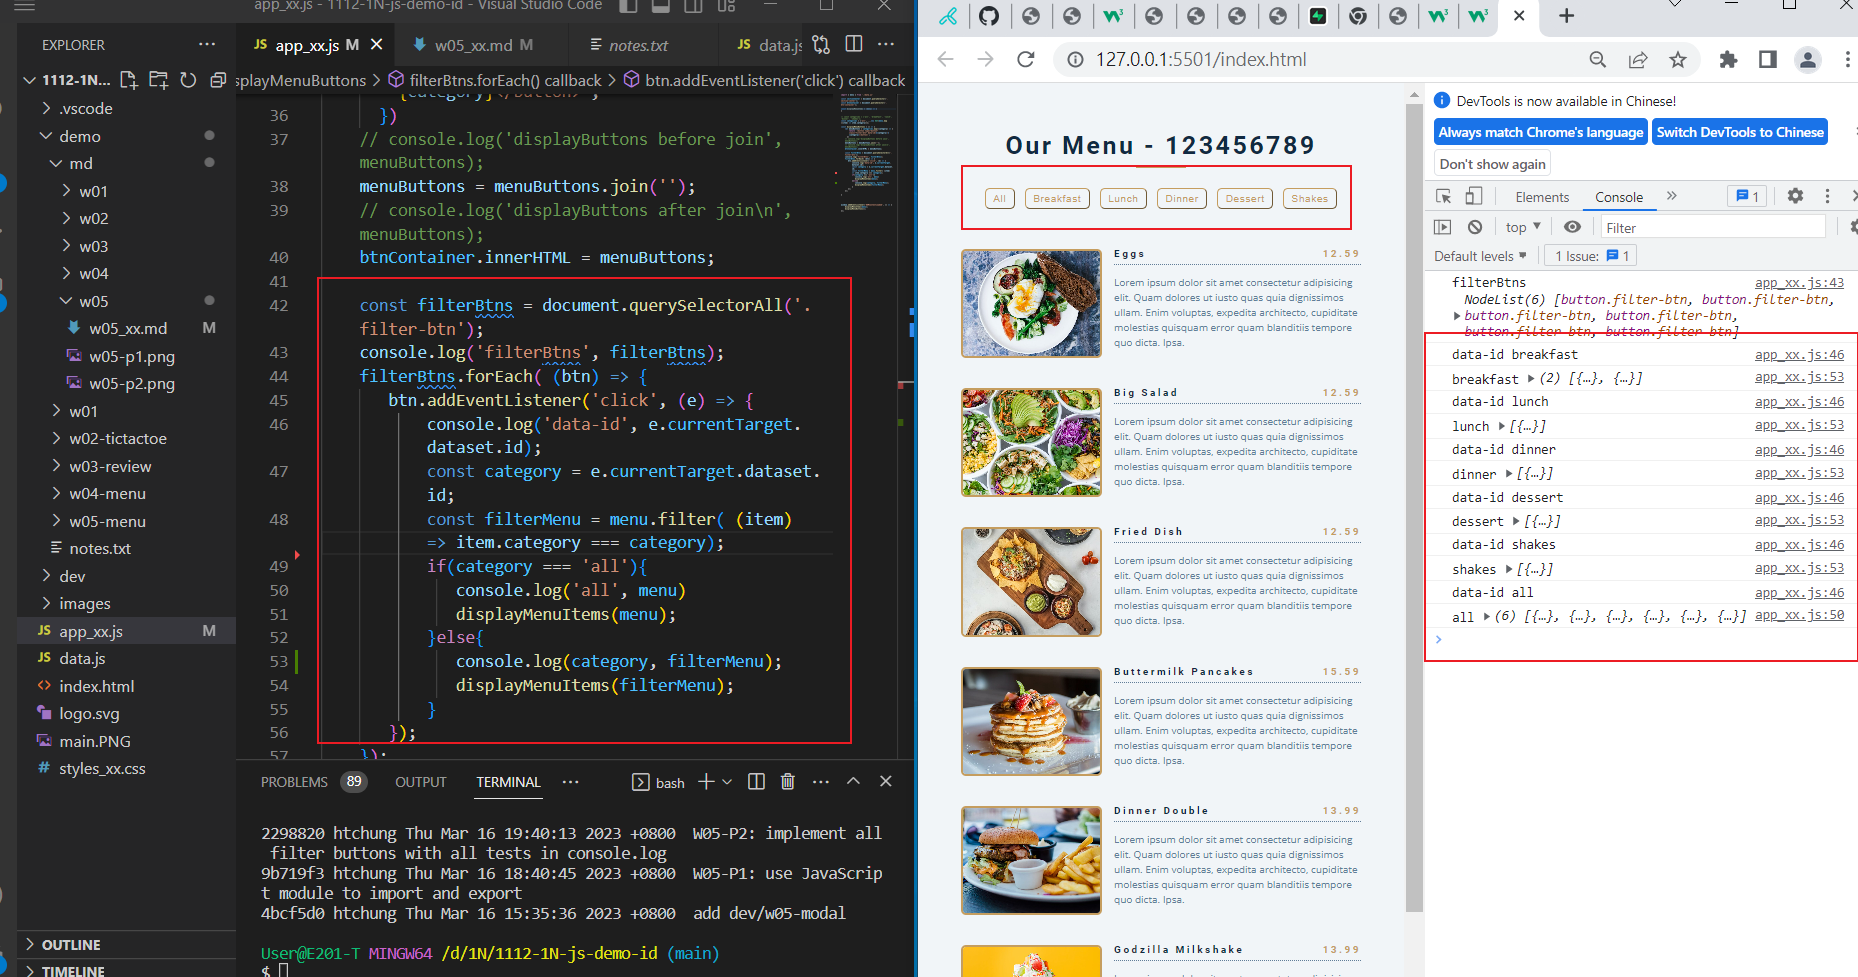 app_xx.js - 1112-1N-js-demo-id - Visual Studio Code
EXPLORER
1112-1N...
.vscode
demo
md
w01
w02
w03
w04
w05
w05_xx.md M
w05-p1.png
w05-p2.png
w01
w02-tictactoe
w03-review
w04-menu
w05-menu
notes.txt
dev
images
JS app_xx.js M
JS data.js
index.html
logo.svg
main.PNG
# styles_xx.css
OUTLINE
TIMELINE
JS app_xx.js M
w05_xx.md M
notes.txt
JS data.js
splayMenuButtons > filterBtns.forEach() callback > btn.addEventListener('click') callback
{category}</button>`;
36 })
37 // console.log('displayButtons before join',
menuButtons);
38 menuButtons = menuButtons.join('');
39 // console.log('displayButtons after join\n',
menuButtons);
40 btnContainer.innerHTML = menuButtons;
41
42 const filterBtns = document.querySelectorAll('.
filter-btn');
43 console.log('filterBtns', filterBtns);
44 filterBtns.forEach( (btn) => {
45 btn.addEventListener('click', (e) => {
46 console.log('data-id', e.currentTarget.
dataset.id);
47 const category = e.currentTarget.dataset.
id;
48 const filterMenu = menu.filter( (item)
=> item.category === category);
49 if(category === 'all'){
50 console.log('all', menu)
51 displayMenuItems(menu);
52 }else{
53 console.log(category, filterMenu);
54 displayMenuItems(filterMenu);
55 }
56 });
57 });
PROBLEMS 89 OUTPUT TERMINAL bash
2298820 htchung Thu Mar 16 19:40:13 2023 +0800 W05-P2: implement all
filter buttons with all tests in console.log
9b719f3 htchung Thu Mar 16 18:40:45 2023 +0800 W05-P1: use JavaScrip
t module to import and export
4bcf5d0 htchung Thu Mar 16 15:35:36 2023 +0800 add dev/w05-modal
User@E201-T MINGW64 /d/1N/1112-1N-js-demo-id (main)
$
127.0.0.1:5501/index.html
Our Menu - 123456789
All Breakfast Lunch Dinner Dessert Shakes
Eggs 12.59
Lorem ipsum dolor sit amet consectetur adipisicing
elit. Quam dolores ut iusto quas quia dignissimos
ullam. Enim voluptas, expedita architecto, cupiditate
molestias quisquam error quam blanditiis tempore
quo dicta. Ipsa.
Big Salad 12.59
Lorem ipsum dolor sit amet consectetur adipisicing
elit. Quam dolores ut iusto quas quia dignissimos
ullam. Enim voluptas, expedita architecto, cupiditate
molestias quisquam error quam blanditiis tempore
quo dicta. Ipsa.
Fried Dish 12.59
Lorem ipsum dolor sit amet consectetur adipisicing
elit. Quam dolores ut iusto quas quia dignissimos
ullam. Enim voluptas, expedita architecto, cupiditate
molestias quisquam error quam blanditiis tempore
quo dicta. Ipsa.
Buttermilk Pancakes 15.59
Lorem ipsum dolor sit amet consectetur adipisicing
elit. Quam dolores ut iusto quas quia dignissimos
ullam. Enim voluptas, expedita architecto, cupiditate
molestias quisquam error quam blanditiis tempore
quo dicta. Ipsa.
Dinner Double 13.99
Lorem ipsum dolor sit amet consectetur adipisicing
elit. Quam dolores ut iusto quas quia dignissimos
ullam. Enim voluptas, expedita architecto, cupiditate
molestias quisquam error quam blanditiis tempore
quo dicta. Ipsa.
Godzilla Milkshake 13.99
DevTools is now available in Chinese!
Always match Chrome's language Switch DevTools to Chinese
Don't show again
Elements Console 1
top Filter
Default levels 1 Issue: 1
filterBtns app_xx.js:43
NodeList(6) [button.filter-btn, button.filter-btn,
button.filter-btn, button.filter-btn,
button.filter-btn, button.filter-btn]
data-id breakfast app_xx.js:46
breakfast (2) [{…}, {…}] app_xx.js:53
data-id lunch app_xx.js:46
lunch [{…}] app_xx.js:53
data-id dinner app_xx.js:46
dinner [{…}] app_xx.js:53
data-id dessert app_xx.js:46
dessert [{…}] app_xx.js:53
data-id shakes app_xx.js:46
shakes [{…}] app_xx.js:53
data-id all app_xx.js:46
all (6) [{…}, {…}, {…}, {…}, {…}, {…}] app_xx.js:50